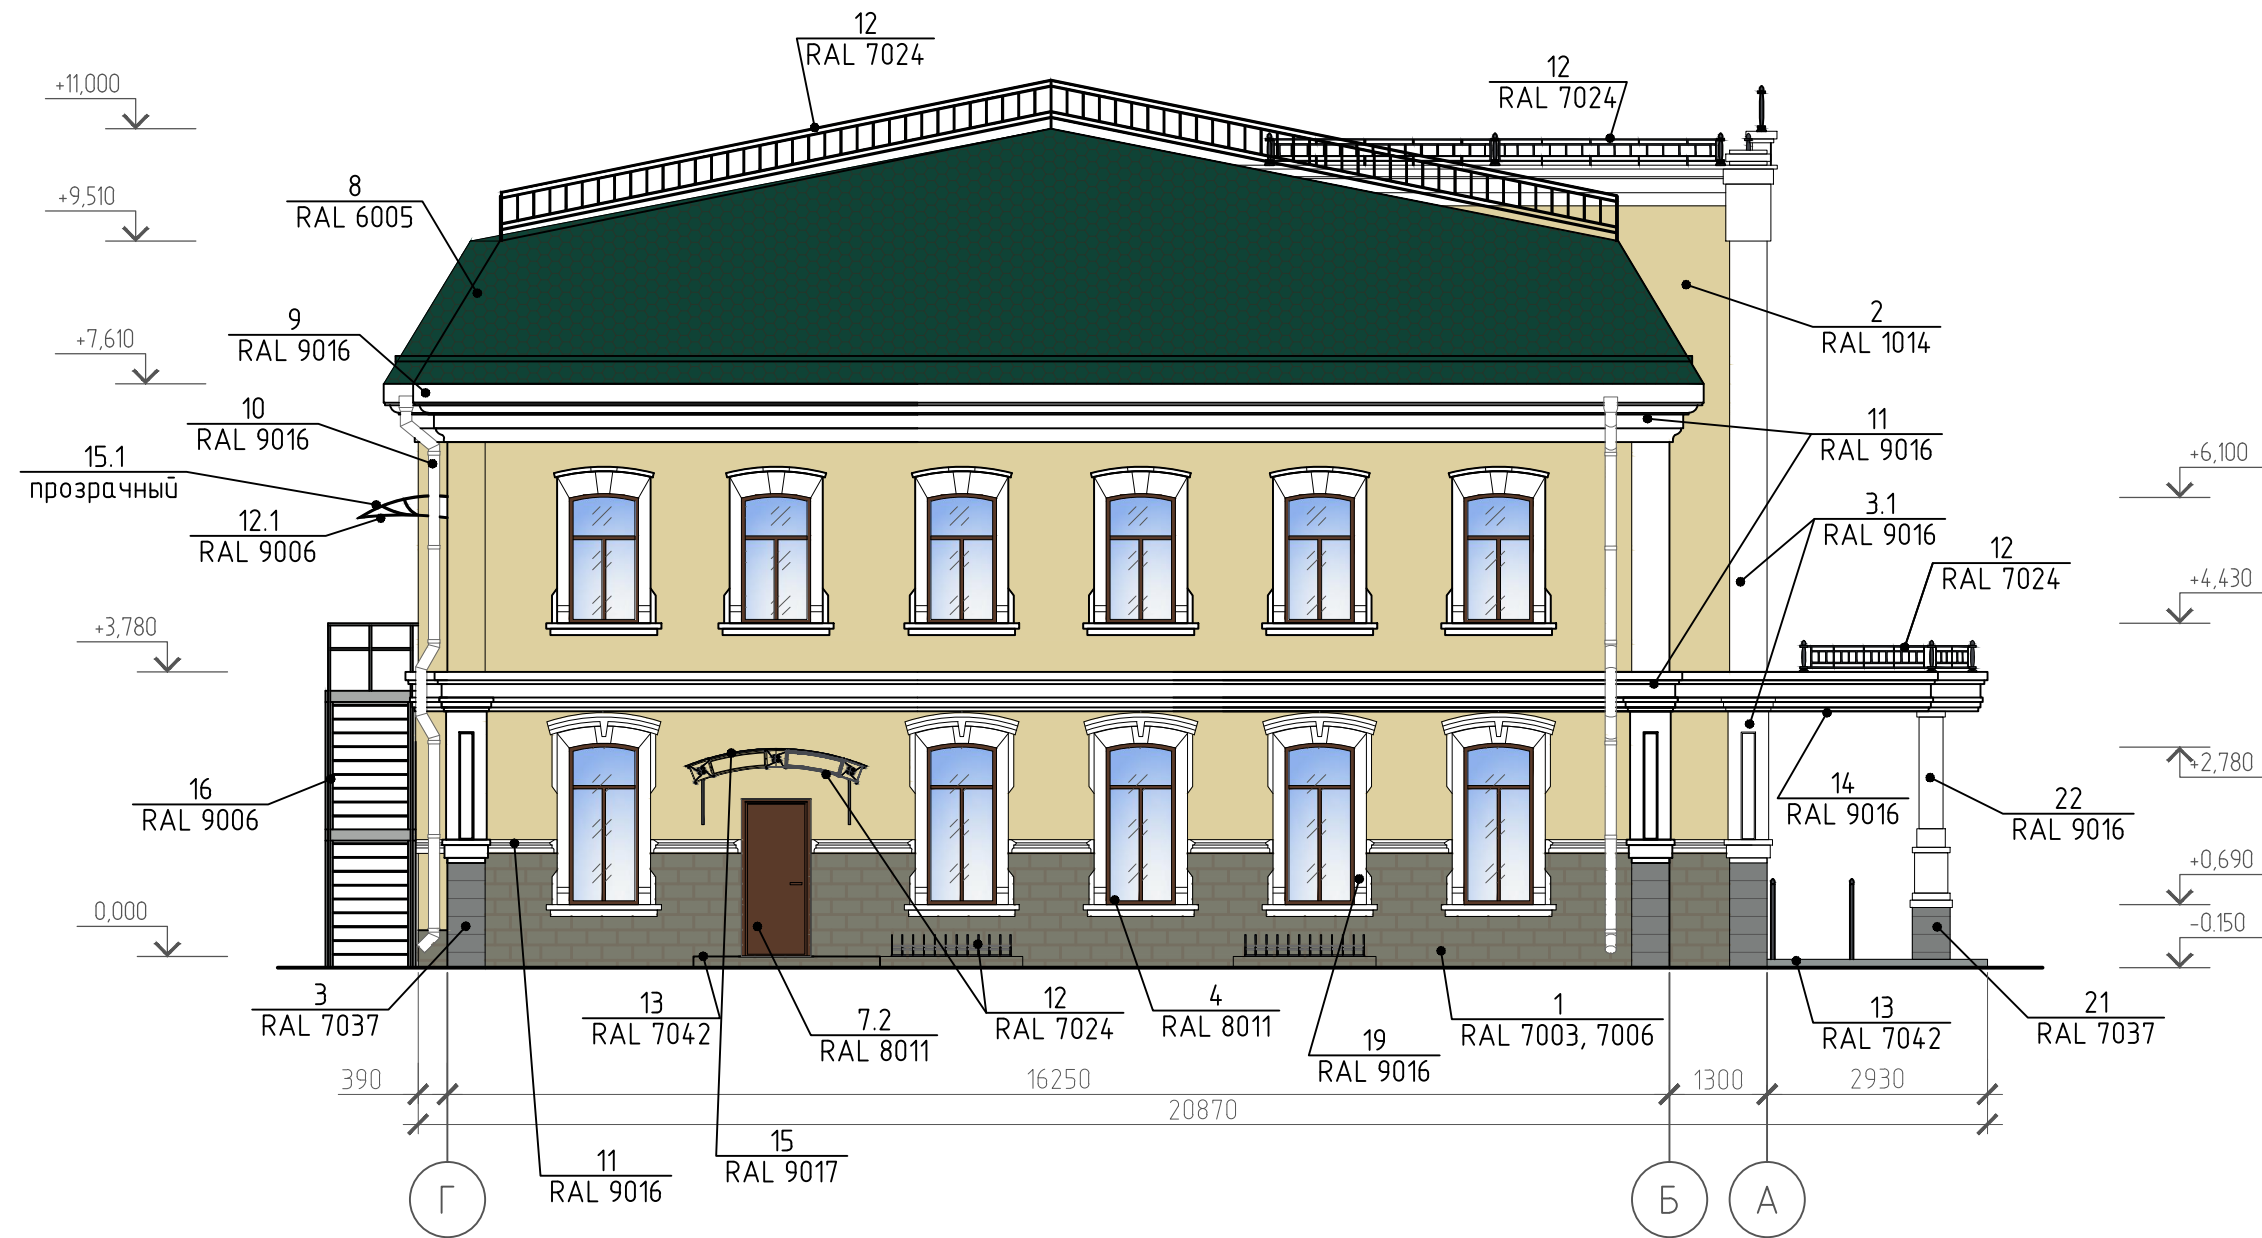 12
RAL 7024
12
RAL 7024
+11,000
+9,510
8
RAL 6005
+7,610
9
RAL 9016
2
RAL 1014
10
RAL 9016
11
RAL 9016
15.1
прозрачный
+6,100
12.1
RAL 9006
3.1
RAL 9016
12
RAL 7024
+4,430
+3,780
+2,780
16
RAL 9006
14
RAL 9016
22
RAL 9016
+0,690
0,000
-0.150
3
RAL 7037
13
RAL 7042
7.2
RAL 8011
12
RAL 7024
4
RAL 8011
19
RAL 9016
1
RAL 7003, 7006
13
RAL 7042
21
RAL 7037
390
16250
1300
2930
20870
15
RAL 9017
11
RAL 9016
Г
Б
А